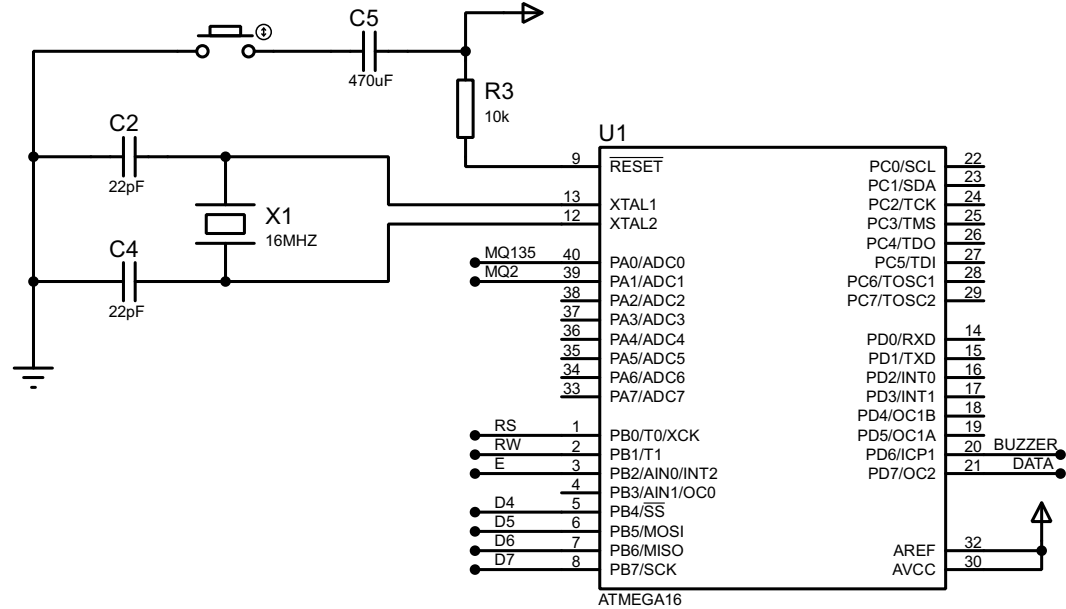 C5
470uF
R3
10k
C2
22pF
X1
16MHZ
C4
22pF
U1
9 RESET
13 XTAL1
12 XTAL2
MQ135 40 PA0/ADC0
MQ2 39 PA1/ADC1
38 PA2/ADC2
37 PA3/ADC3
36 PA4/ADC4
35 PA5/ADC5
34 PA6/ADC6
33 PA7/ADC7
RS 1 PB0/T0/XCK
RW 2 PB1/T1
E 3 PB2/AIN0/INT2
4 PB3/AIN1/OC0
D4 5 PB4/SS
D5 6 PB5/MOSI
D6 7 PB6/MISO
D7 8 PB7/SCK
PC0/SCL 22
PC1/SDA 23
PC2/TCK 24
PC3/TMS 25
PC4/TDO 26
PC5/TDI 27
PC6/TOSC1 28
PC7/TOSC2 29
PD0/RXD 14
PD1/TXD 15
PD2/INT0 16
PD3/INT1 17
PD4/OC1B 18
PD5/OC1A 19
PD6/ICP1 20 BUZZER
PD7/OC2 21 DATA
AREF 32
AVCC 30
ATMEGA16